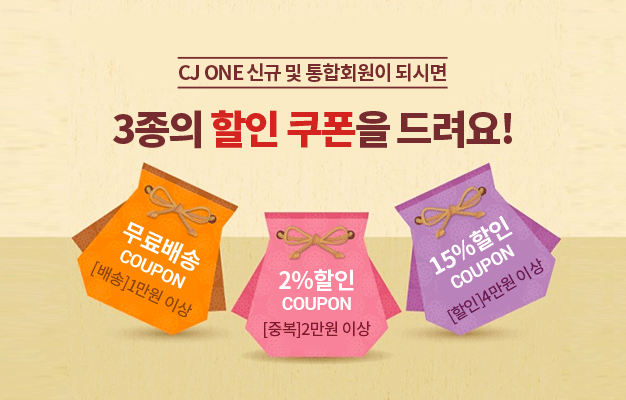 CJ ONE 신규 및 통합회원이 되시면
3종의 할인 쿠폰을 드려요!
무료배송
COUPON
[배송]1만원 이상
2%할인
COUPON
[중복]2만원 이상
15%할인
COUPON
[할인]4만원 이상